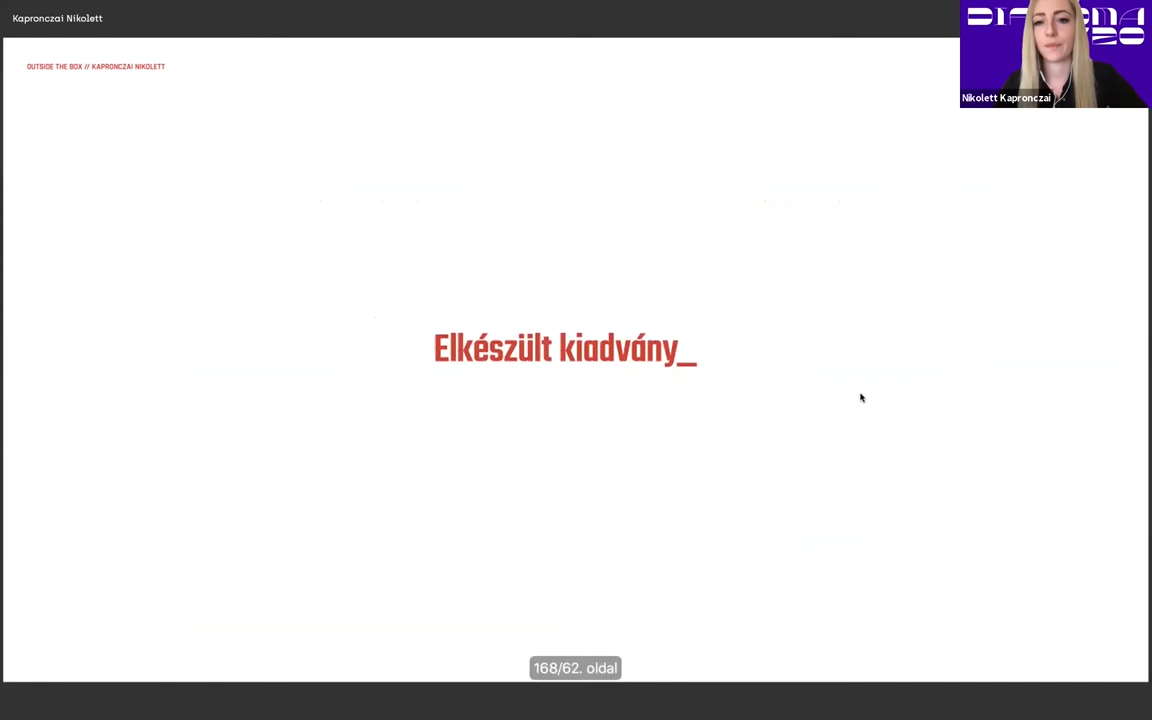 Kapronczai Nikolett
OUTSIDE THE BOX // KAPRONCZAI NIKOLETT
Nikolett Kapronczai
Elkészült kiadvány_
168/62. oldal